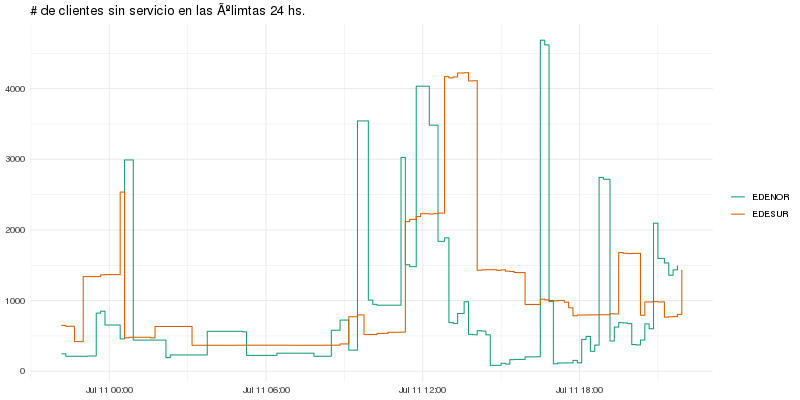 # de clientes sin servicio en las Ãºlimtas 24 hs.
4000
3000
2000
1000
0
Jul 11 00:00
Jul 11 06:00
Jul 11 12:00
Jul 11 18:00
EDENOR
EDESUR